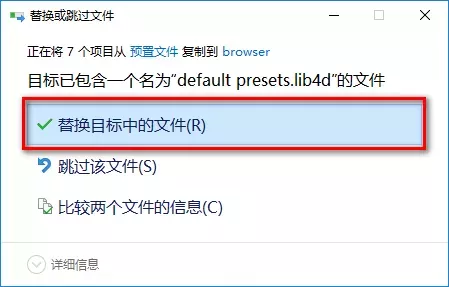 替换或跳过文件
正在将 7 个项目从 预置文件 复制到 browser
目标已包含一个名为“default presets.lib4d”的文件
替换目标中的文件(R)
跳过该文件(S)
比较两个文件的信息(C)
详细信息